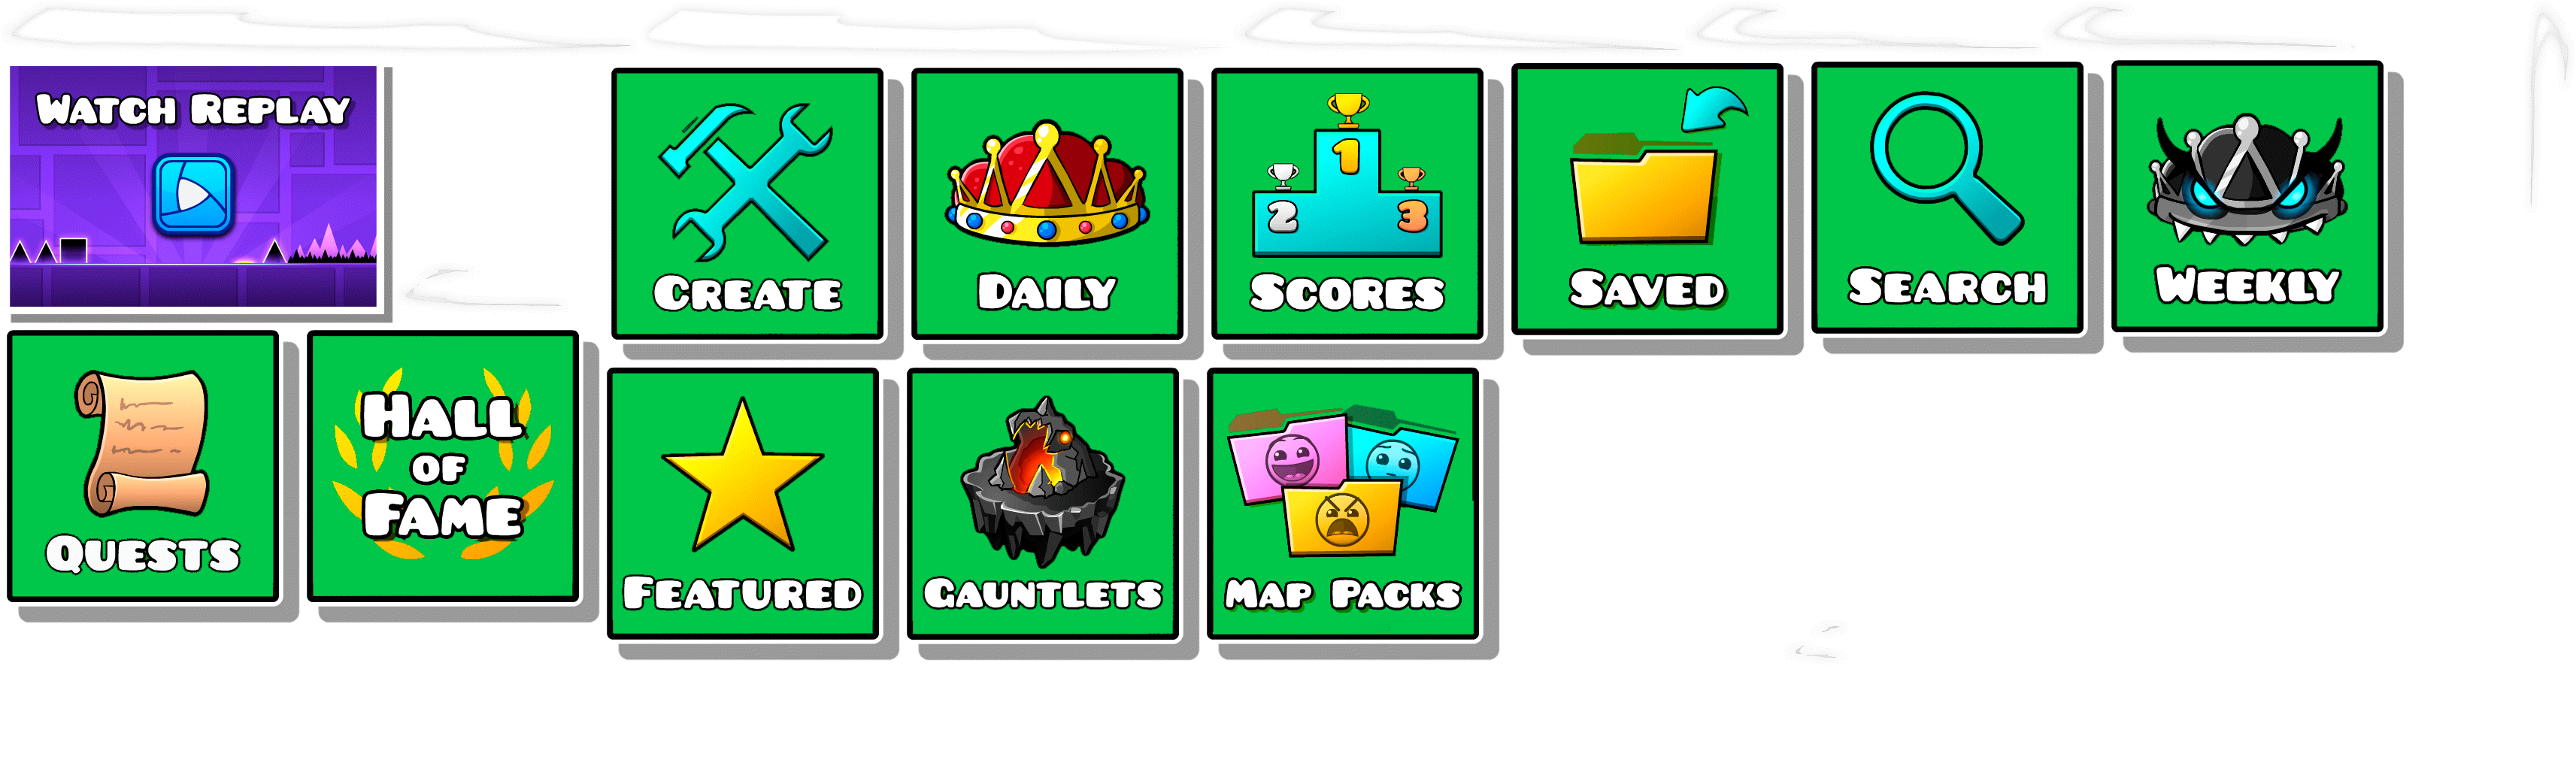 WATCH REPLAY
CREATE
DAILY
1
2
3
SCORES
SAVED
SEARCH
WEEKLY
QUESTS
HALL
OF
FAME
FEATURED
GAUNTLETS
MAP PACKS